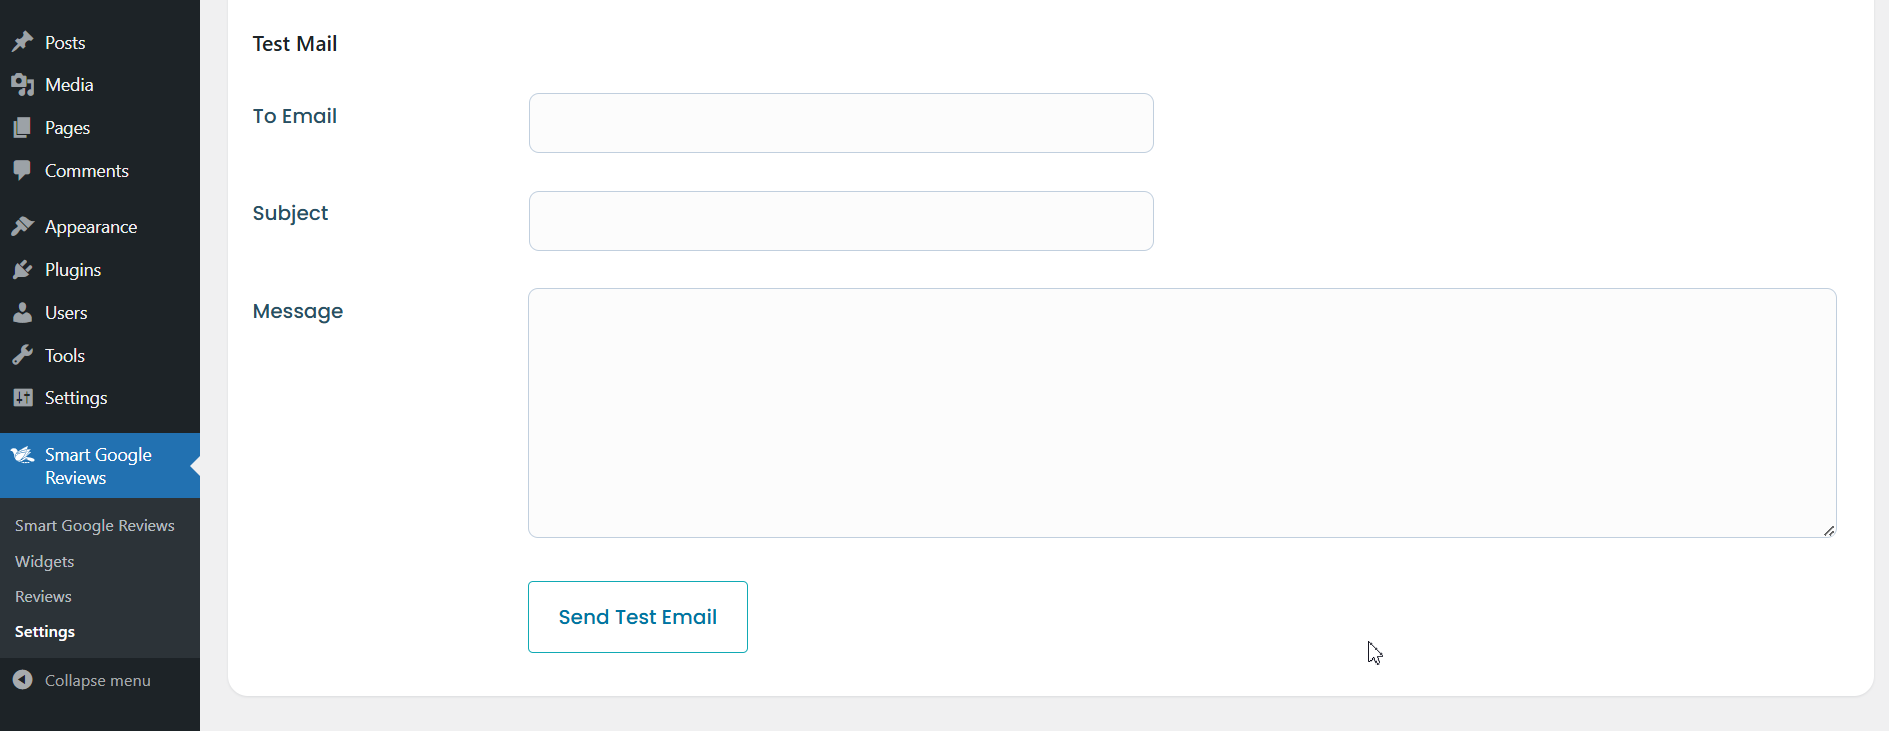 Posts
Media
Pages
Comments
Appearance
Plugins
Users
Tools
Settings
Smart Google
Reviews
Smart Google Reviews
Widgets
Reviews
Settings
Collapse menu
Test Mail
To Email
Subject
Message
Send Test Email